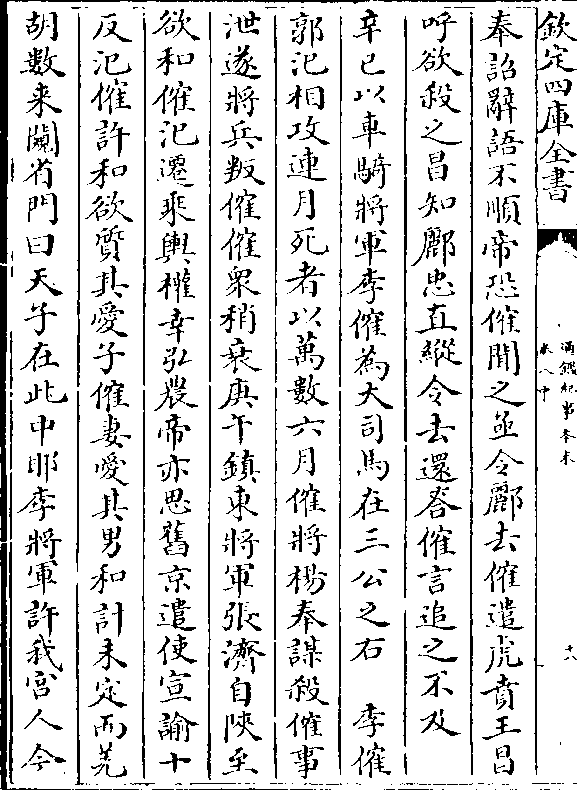 欽定四庫全書
通鑑紀事本末
卷八中
十八
奉詔辭語不順帝恐傕聞之亟令酈去傕遣虎賁王昌
呼欲殺之昌知酈忠直縱令去還答傕言追之不及
辛巳以車騎將軍李傕為大司馬在三公之右　李傕
郭汜相攻連月死者以萬數六月傕將楊奉謀殺傕事
泄遂將兵叛傕傕衆稍衰庚午鎮東將軍張濟自陝至
欲和傕汜遷乘輿權幸弘農帝亦思舊京遣使宣諭十
反汜傕許和欲質其愛子傕妻愛其男和計未定而羌
胡數来闚省門曰天子在此中耶李將軍許我宮人今